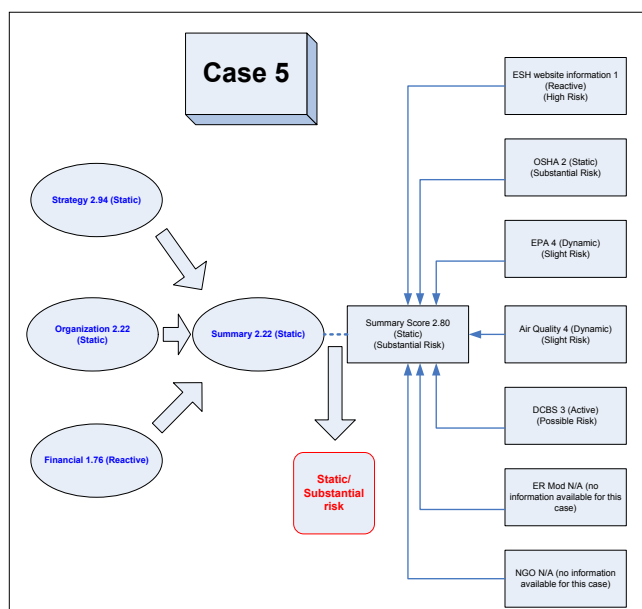 Case 5
Strategy 2.94 (Static)
Organization 2.22
(Static)
Financial 1.76 (Reactive)
Summary 2.22 (Static)
Static/
Substantial
risk
Summary Score 2.80
(Static)
(Substantial Risk)
ESH website information 1
(Reactive)
(High Risk)
OSHA 2 (Static)
(Substantial Risk)
EPA 4 (Dynamic)
(Slight Risk)
Air Quality 4 (Dynamic)
(Slight Risk)
DCBS 3 (Active)
(Possible Risk)
ER Mod N/A (no
information available for this
case)
NGO N/A (no information
available for this case)